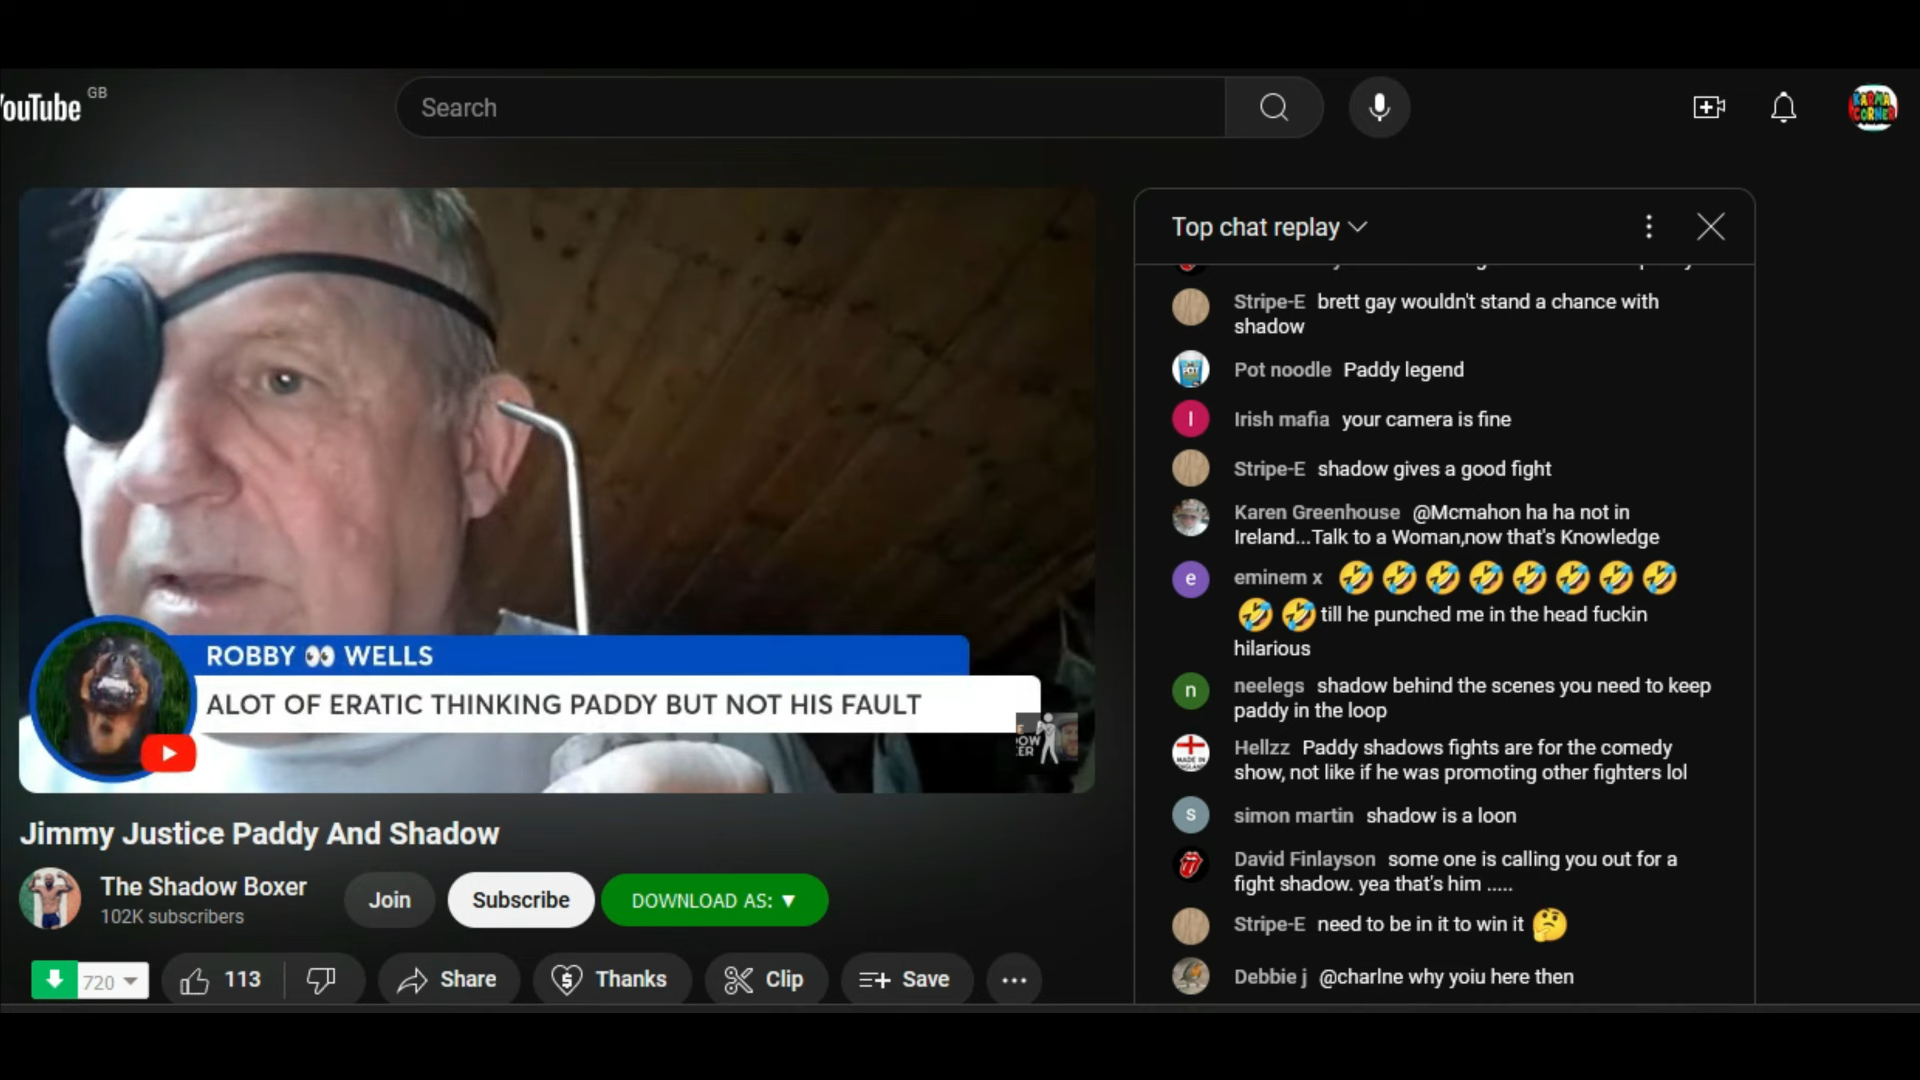 YouTube GB
Search
KARMA
CORNER
Top chat replay
Stripe-E brett gay wouldn't stand a chance with
shadow
Pot noodle Paddy legend
I
Irish mafia your camera is fine
Stripe-E shadow gives a good fight
Karen Greenhouse @Mcmahon ha ha not in
Ireland...Talk to a Woman,now that's Knowledge
e
eminem x 🤣🤣🤣🤣🤣🤣🤣🤣
🤣🤣till he punched me in the head fuckin
hilarious
n
neelegs shadow behind the scenes you need to keep
paddy in the loop
MADE IN
ENGLAND
Hellzz Paddy shadows fights are for the comedy
show, not like if he was promoting other fighters lol
s
simon martin shadow is a loon
David Finlayson some one is calling you out for a
fight shadow. yea that's him .....
Stripe-E need to be in it to win it 🤔
Debbie j @charlne why yoiu here then
ROBBY 👀 WELLS
ALOT OF ERATIC THINKING PADDY BUT NOT HIS FAULT
Jimmy Justice Paddy And Shadow
The Shadow Boxer
102K subscribers
Join
Subscribe
DOWNLOAD AS: ▼
720
113
Share
Thanks
Clip
Save